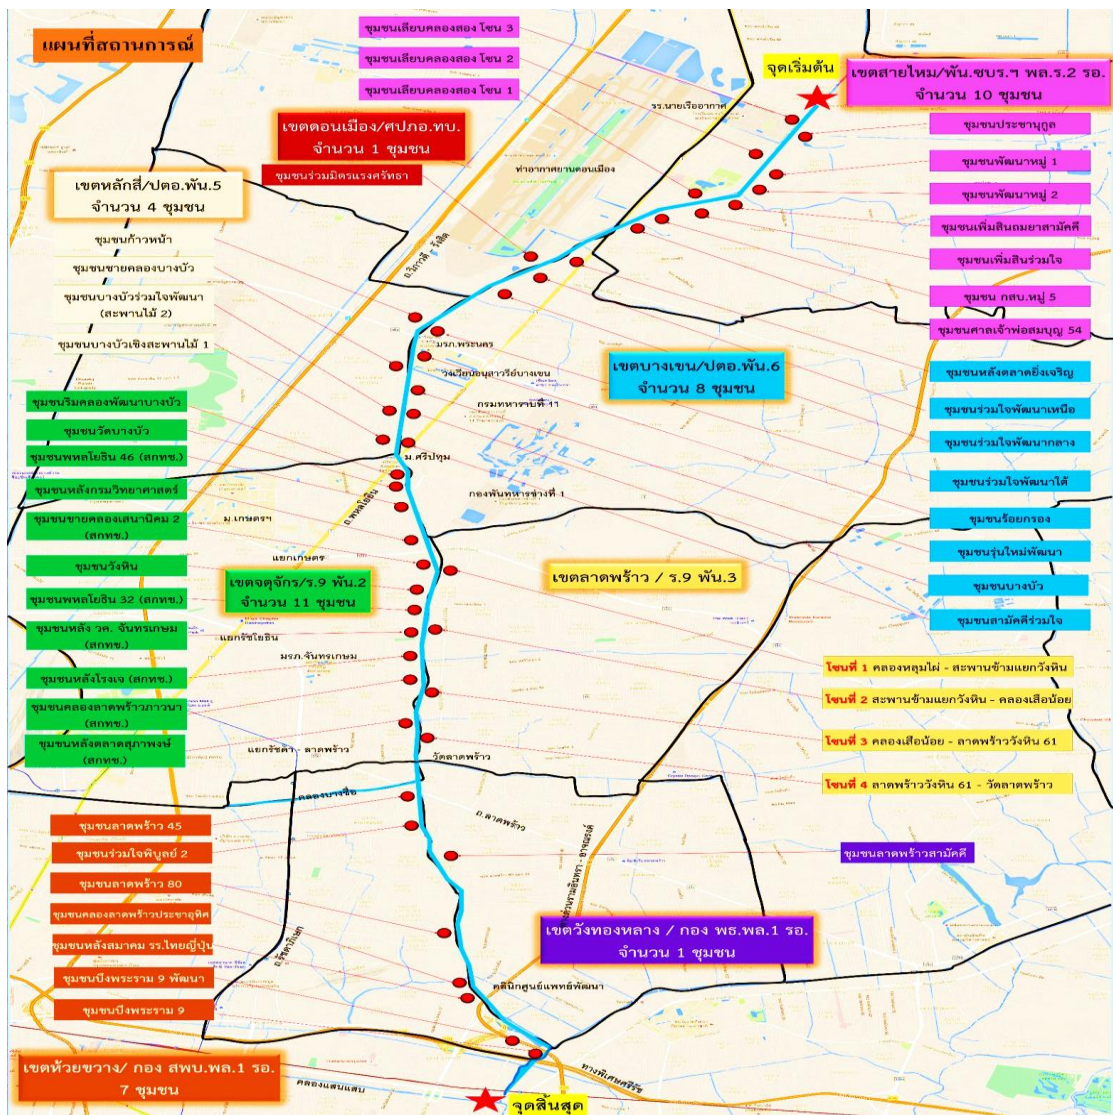 แผนที่สถานการณ์
ชุมชนเลียบคลองสอง โซน 3
ชุมชนเลียบคลองสอง โซน 2
ชุมชนเลียบคลองสอง โซน 1
จุดเริ่มต้น
เขตสายไหม/พัน.ซบร.ฯ พล.ร.2 รอ.
จำนวน 10 ชุมชน
รร.นายเรืออากาศ
เขตดอนเมือง/ศปภอ.ทบ.
จำนวน 1 ชุมชน
ชุมชนร่วมมิตรแรงศรัทธา
ท่าอากาศยานดอนเมือง
ชุมชนประชานุกูล
ชุมชนพัฒนาหมู่ 1
ชุมชนพัฒนาหมู่ 2
ชุมชนเพิ่มสินถมยาสามัคคี
ชุมชนเพิ่มสินร่วมใจ
ชุมชน กสบ.หมู่ 5
ชุมชนศาลเจ้าพ่อสมบุญ 54
เขตหลักสี่/ปตอ.พัน.5
จำนวน 4 ชุมชน
ชุมชนก้าวหน้า
ชุมชนชายคลองบางบัว
ชุมชนบางบัวร่วมใจพัฒนา
(สะพานไม้ 2)
ชุมชนบางบัวเชิงสะพานไม้ 1
ถ.วิภาวดี - รังสิต
มรภ.พระนคร
วงเวียนอนุสาวรีย์บางเขน
กรมทหารราบที่ 11
ม.ศรีปทุม
กองพันทหารช่างที่ 1
ถ.พหลโยธิน
ม.เกษตรฯ
แยกเกษตร
เขตบางเขน/ปตอ.พัน.6
จำนวน 8 ชุมชน
ชุมชนหลังตลาดยิ่งเจริญ
ชุมชนร่วมใจพัฒนาเหนือ
ชุมชนร่วมใจพัฒนากลาง
ชุมชนร่วมใจพัฒนาใต้
ชุมชนร้อยกรอง
ชุมชนรุ่นใหม่พัฒนา
ชุมชนบางบัว
ชุมชนสามัคคีร่วมใจ
ชุมชนริมคลองพัฒนาบางบัว
ชุมชนวัดบางบัว
ชุมชนพหลโยธิน 46 (สกทช.)
ชุมชนหลังกรมวิทยาศาสตร์
ชุมชนชายคลองเสนานิคม 2
(สกทช.)
ชุมชนวังหิน
ชุมชนพหลโยธิน 32 (สกทช.)
ชุมชนหลัง วค. จันทรเกษม
(สกทช.)
ชุมชนหลังโรงเจ (สกทช.)
ชุมชนคลองลาดพร้าวภาวนา
(สกทช.)
ชุมชนหลังตลาดสุภาพงษ์
(สกทช.)
เขตจตุจักร/ร.9 พัน.2
จำนวน 11 ชุมชน
แยกรัชโยธิน
มรภ.จันทรเกษม
แยกรัชดา - ลาดพร้าว
วัดลาดพร้าว
เขตลาดพร้าว / ร.9 พัน.3
โซนที่ 1 คลองหลุมไผ่ - สะพานข้ามแยกวังหิน
โซนที่ 2 สะพานข้ามแยกวังหิน - คลองเสือน้อย
โซนที่ 3 คลองเสือน้อย - ลาดพร้าววังหิน 61
โซนที่ 4 ลาดพร้าววังหิน 61 - วัดลาดพร้าว
คลองบางซื่อ
ถ.ลาดพร้าว
ชุมชนลาดพร้าวสามัคคี
ชุมชนลาดพร้าว 45
ชุมชนร่วมใจพิบูลย์ 2
ชุมชนลาดพร้าว 80
ชุมชนคลองลาดพร้าวประชาอุทิศ
ชุมชนหลังสมาคม รร.ไทยญี่ปุ่น
ชุมชนบึงพระราม 9 พัฒนา
ชุมชนบึงพระราม 9
ถ.รัชดาภิเษก
เขตวังทองหลาง / กอง พธ.พล.1 รอ.
จำนวน 1 ชุมชน
คลินิกศูนย์แพทย์พัฒนา
เขตห้วยขวาง/ กอง สพบ.พล.1 รอ.
7 ชุมชน
คลองแสนแสบ
ทางพิเศษศรีรัช
จุดสิ้นสุด